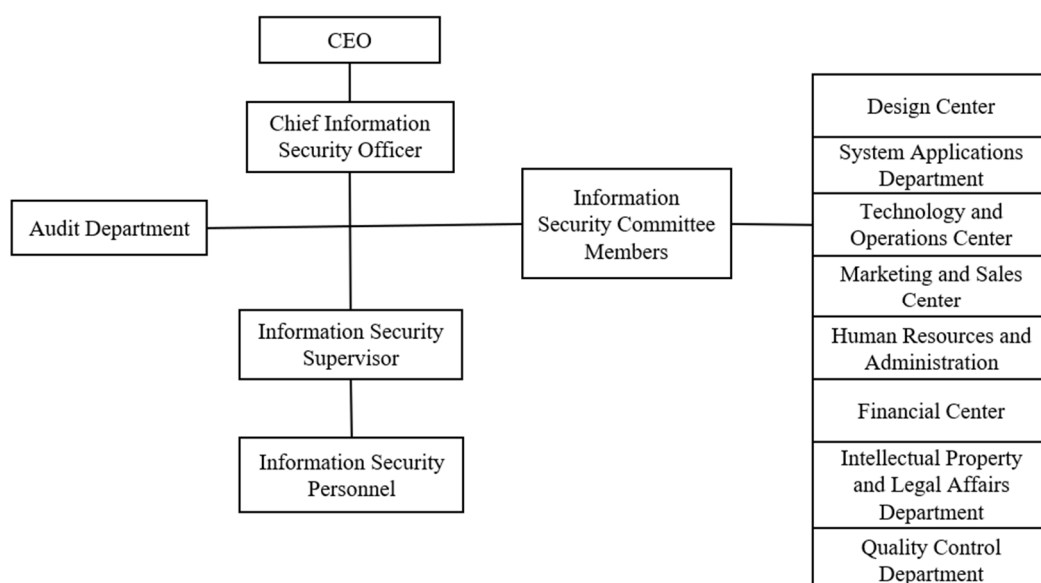 CEO
Chief Information
Security Officer
Audit Department
Information
Security Committee
Members
Information Security
Supervisor
Information Security
Personnel
Design Center
System Applications
Department
Technology and
Operations Center
Marketing and Sales
Center
Human Resources and
Administration
Financial Center
Intellectual Property
and Legal Affairs
Department
Quality Control
Department